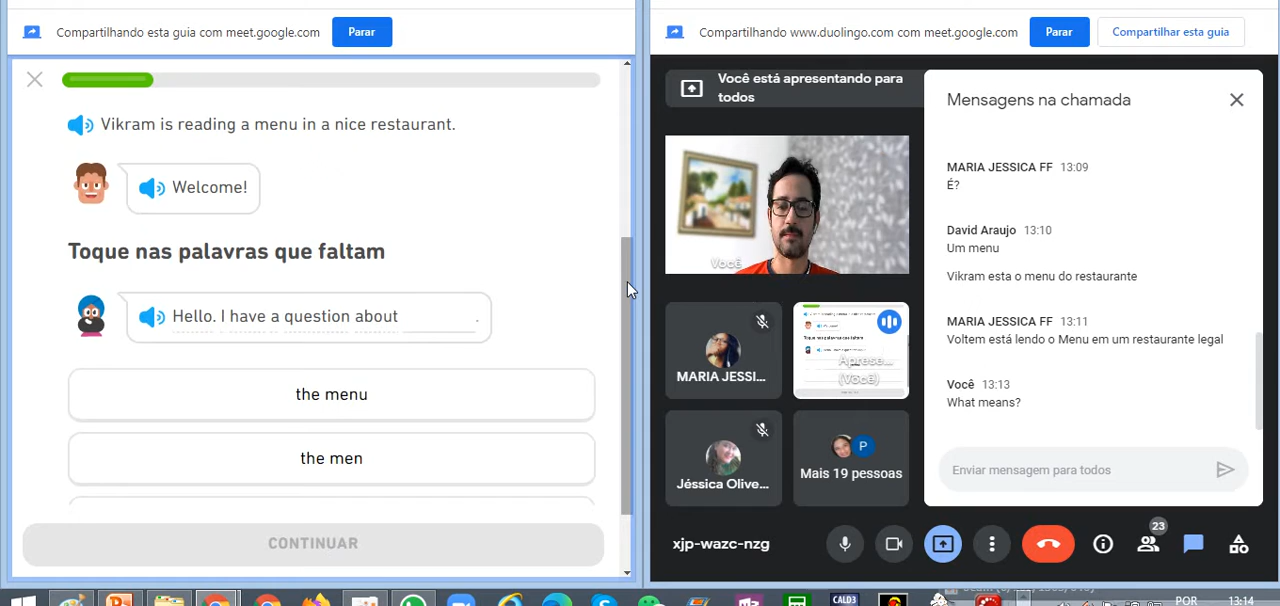 Compartilhando esta guia com meet.google.com
Parar
Vikram is reading a menu in a nice restaurant.
Welcome!
Toque nas palavras que faltam
Hello. I have a question about .
the menu
the men
CONTINUAR
Compartilhando www.duolingo.com com meet.google.com
Parar
Compartilhar esta guia
Você está apresentando para
todos
Você
MARIA JESSI...
Aprese...
(Você)
Jéssica Olive...
P
Mais 19 pessoas
Mensagens na chamada
MARIA JESSICA FF 13:09
É?
David Araujo 13:10
Um menu
Vikram esta o menu do restaurante
MARIA JESSICA FF 13:11
Voltem está lendo o Menu em um restaurante legal
Você 13:13
What means?
Enviar mensagem para todos
xjp-wazc-nzg
23
CALD3
POR
13:14